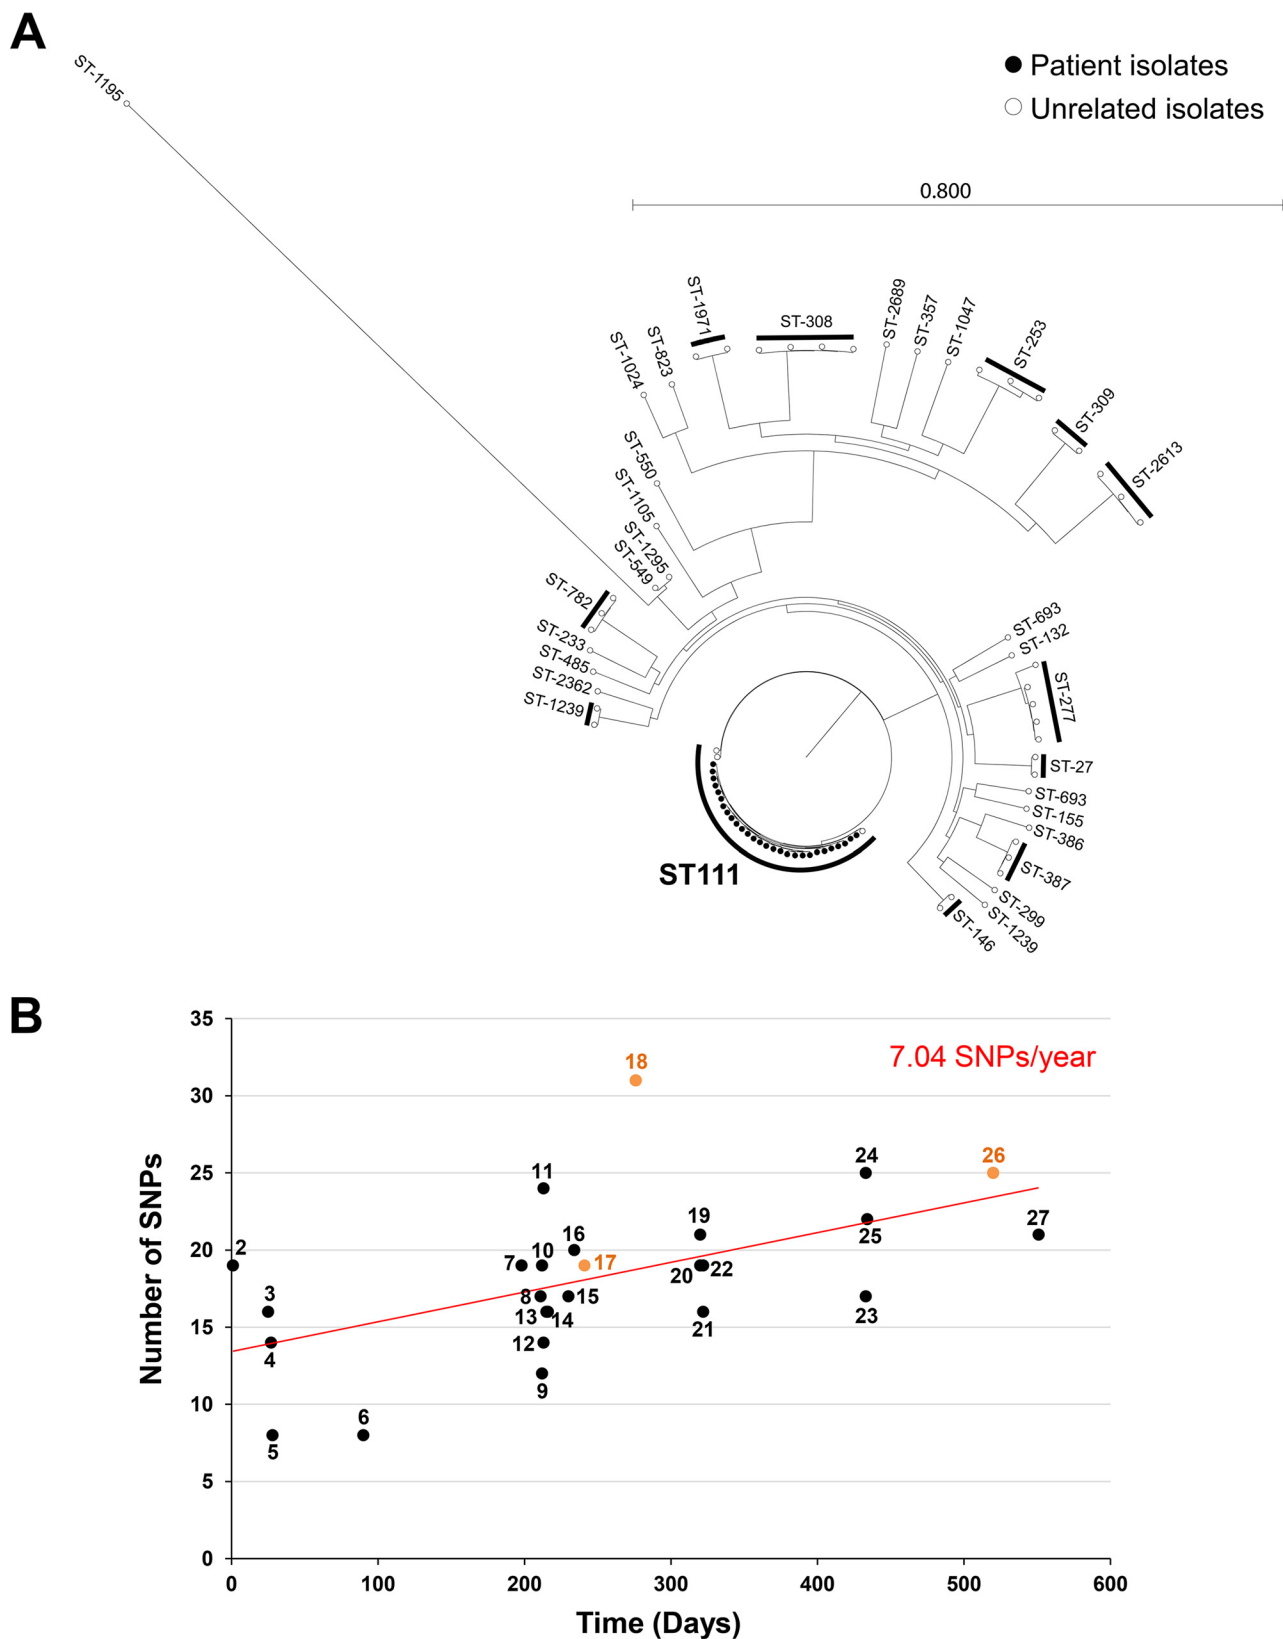 A
Patient isolates
Unrelated isolates
0.800
ST-1195
ST-1971
ST-308
ST-2689
ST-357
ST-1047
ST-253
ST-309
ST-2613
ST-823
ST-1024
ST-550
ST-1105
ST-1295
ST-549
ST-782
ST-233
ST-485
ST-2362
ST-1239
ST-693
ST-132
ST-277
ST-27
ST-693
ST-155
ST-386
ST-387
ST-299
ST-1239
ST-146
ST111
B
7.04 SNPs/year
Number of SNPs
35
30
25
20
15
10
5
0
2
3
4
5
6
7
8
9
10
11
12
13
14
15
16
17
18
19
20
21
22
23
24
25
26
27
0
100
200
300
400
500
600
Time (Days)